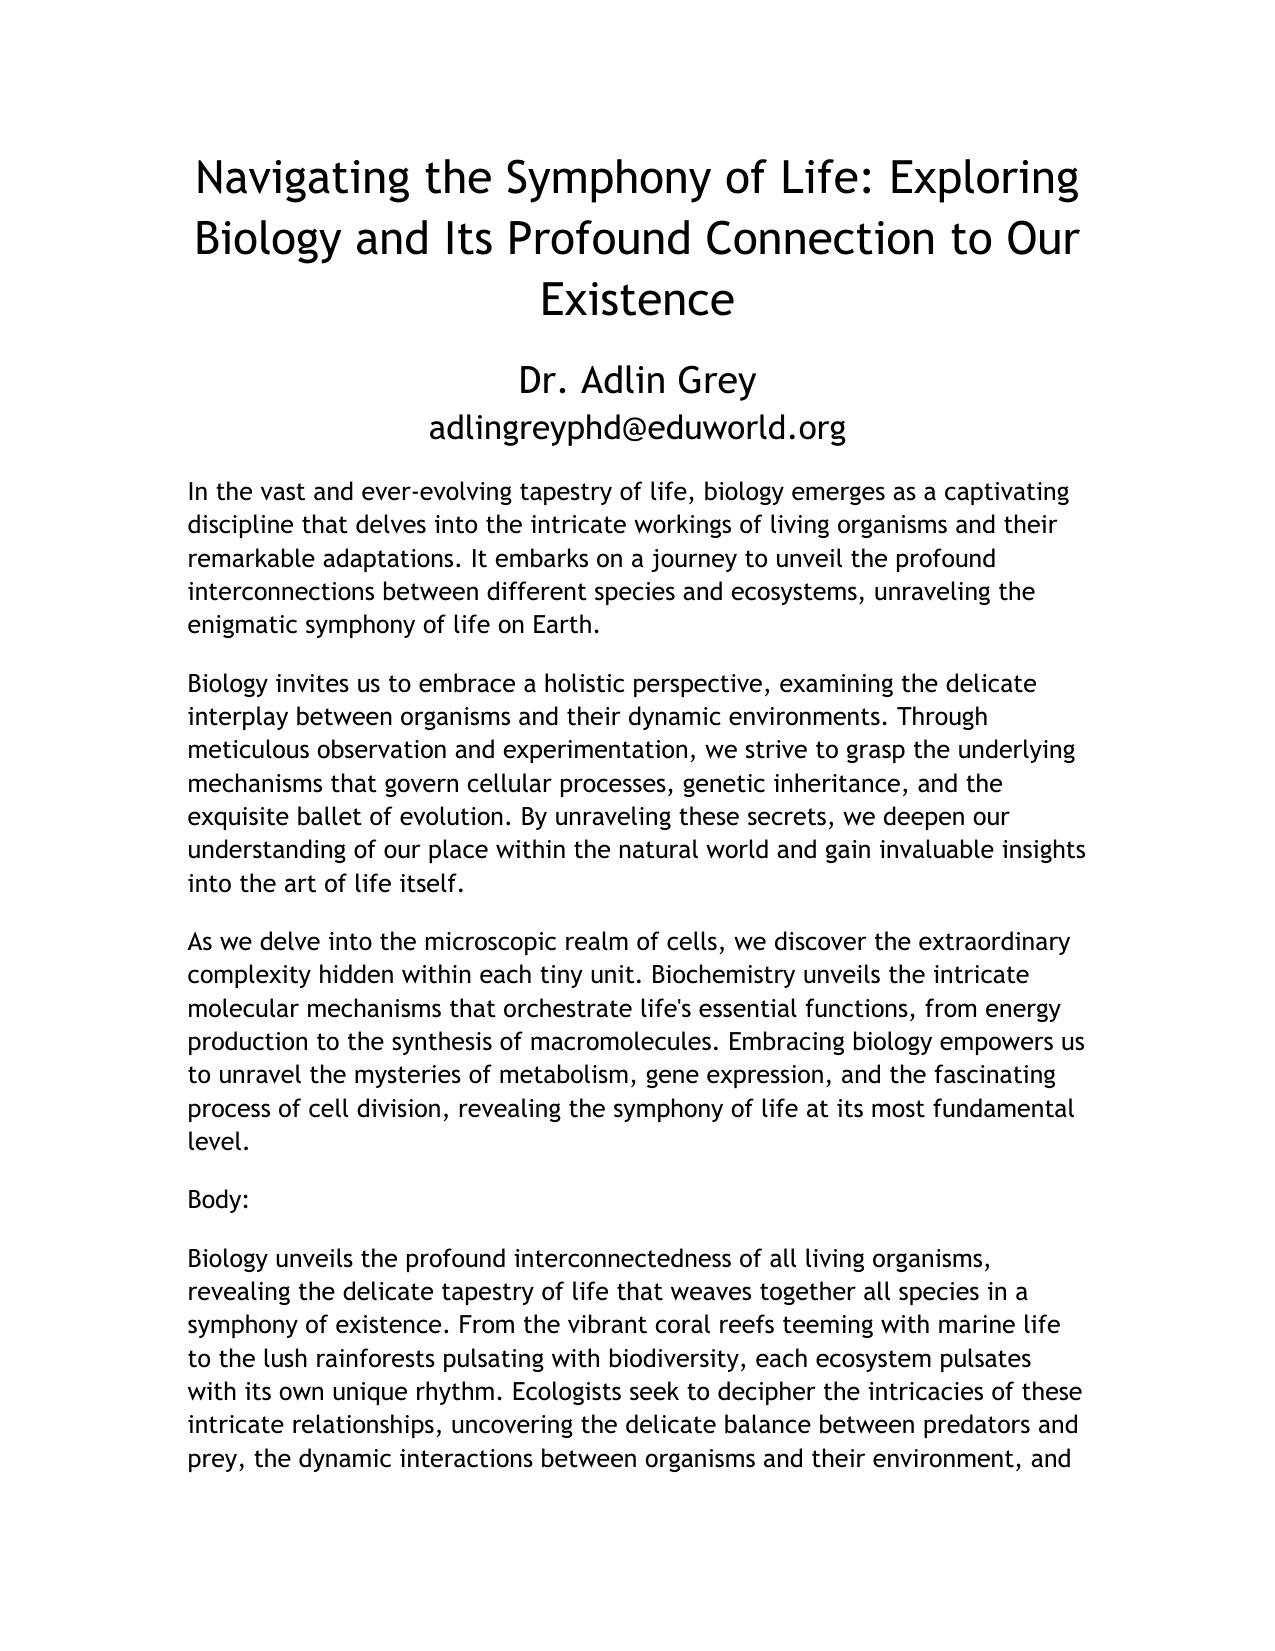 Navigating the Symphony of Life: Exploring
Biology and Its Profound Connection to Our
Existence
Dr. Adlin Grey
adlingreyphd@eduworld.org
In the vast and ever-evolving tapestry of life, biology emerges as a captivating
discipline that delves into the intricate workings of living organisms and their
remarkable adaptations. It embarks on a journey to unveil the profound
interconnections between different species and ecosystems, unraveling the
enigmatic symphony of life on Earth.
Biology invites us to embrace a holistic perspective, examining the delicate
interplay between organisms and their dynamic environments. Through
meticulous observation and experimentation, we strive to grasp the underlying
mechanisms that govern cellular processes, genetic inheritance, and the
exquisite ballet of evolution. By unraveling these secrets, we deepen our
understanding of our place within the natural world and gain invaluable insights
into the art of life itself.
As we delve into the microscopic realm of cells, we discover the extraordinary
complexity hidden within each tiny unit. Biochemistry unveils the intricate
molecular mechanisms that orchestrate life's essential functions, from energy
production to the synthesis of macromolecules. Embracing biology empowers us
to unravel the mysteries of metabolism, gene expression, and the fascinating
process of cell division, revealing the symphony of life at its most fundamental
level.
Body:
Biology unveils the profound interconnectedness of all living organisms,
revealing the delicate tapestry of life that weaves together all species in a
symphony of existence. From the vibrant coral reefs teeming with marine life
to the lush rainforests pulsating with biodiversity, each ecosystem pulsates
with its own unique rhythm. Ecologists seek to decipher the intricacies of these
intricate relationships, uncovering the delicate balance between predators and
prey, the dynamic interactions between organisms and their environment, and